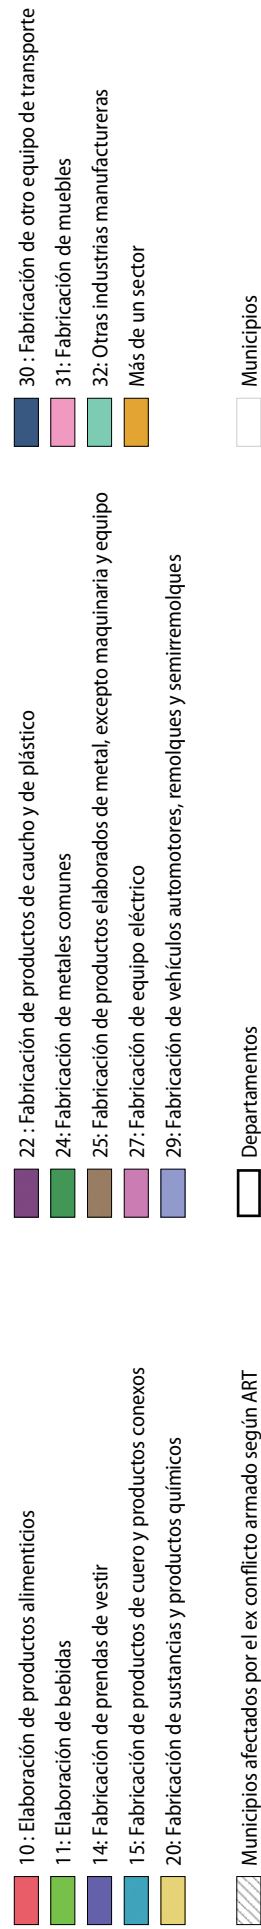 10 : Elaboración de productos alimenticios
11: Elaboración de bebidas
14: Fabricación de prendas de vestir
15: Fabricación de productos de cuero y productos conexos
20: Fabricación de sustancias y productos químicos
22 : Fabricación de productos de caucho y de plástico
24: Fabricación de metales comunes
25: Fabricación de productos elaborados de metal, excepto maquinaria y equipo
27: Fabricación de equipo eléctrico
29: Fabricación de vehículos automotores, remolques y semirremolques
30 : Fabricación de otro equipo de transporte
31: Fabricación de muebles
32: Otras industrias manufactureras
Más de un sector
Municipios afectados por el ex conflicto armado según ART
Departamentos
Municipios